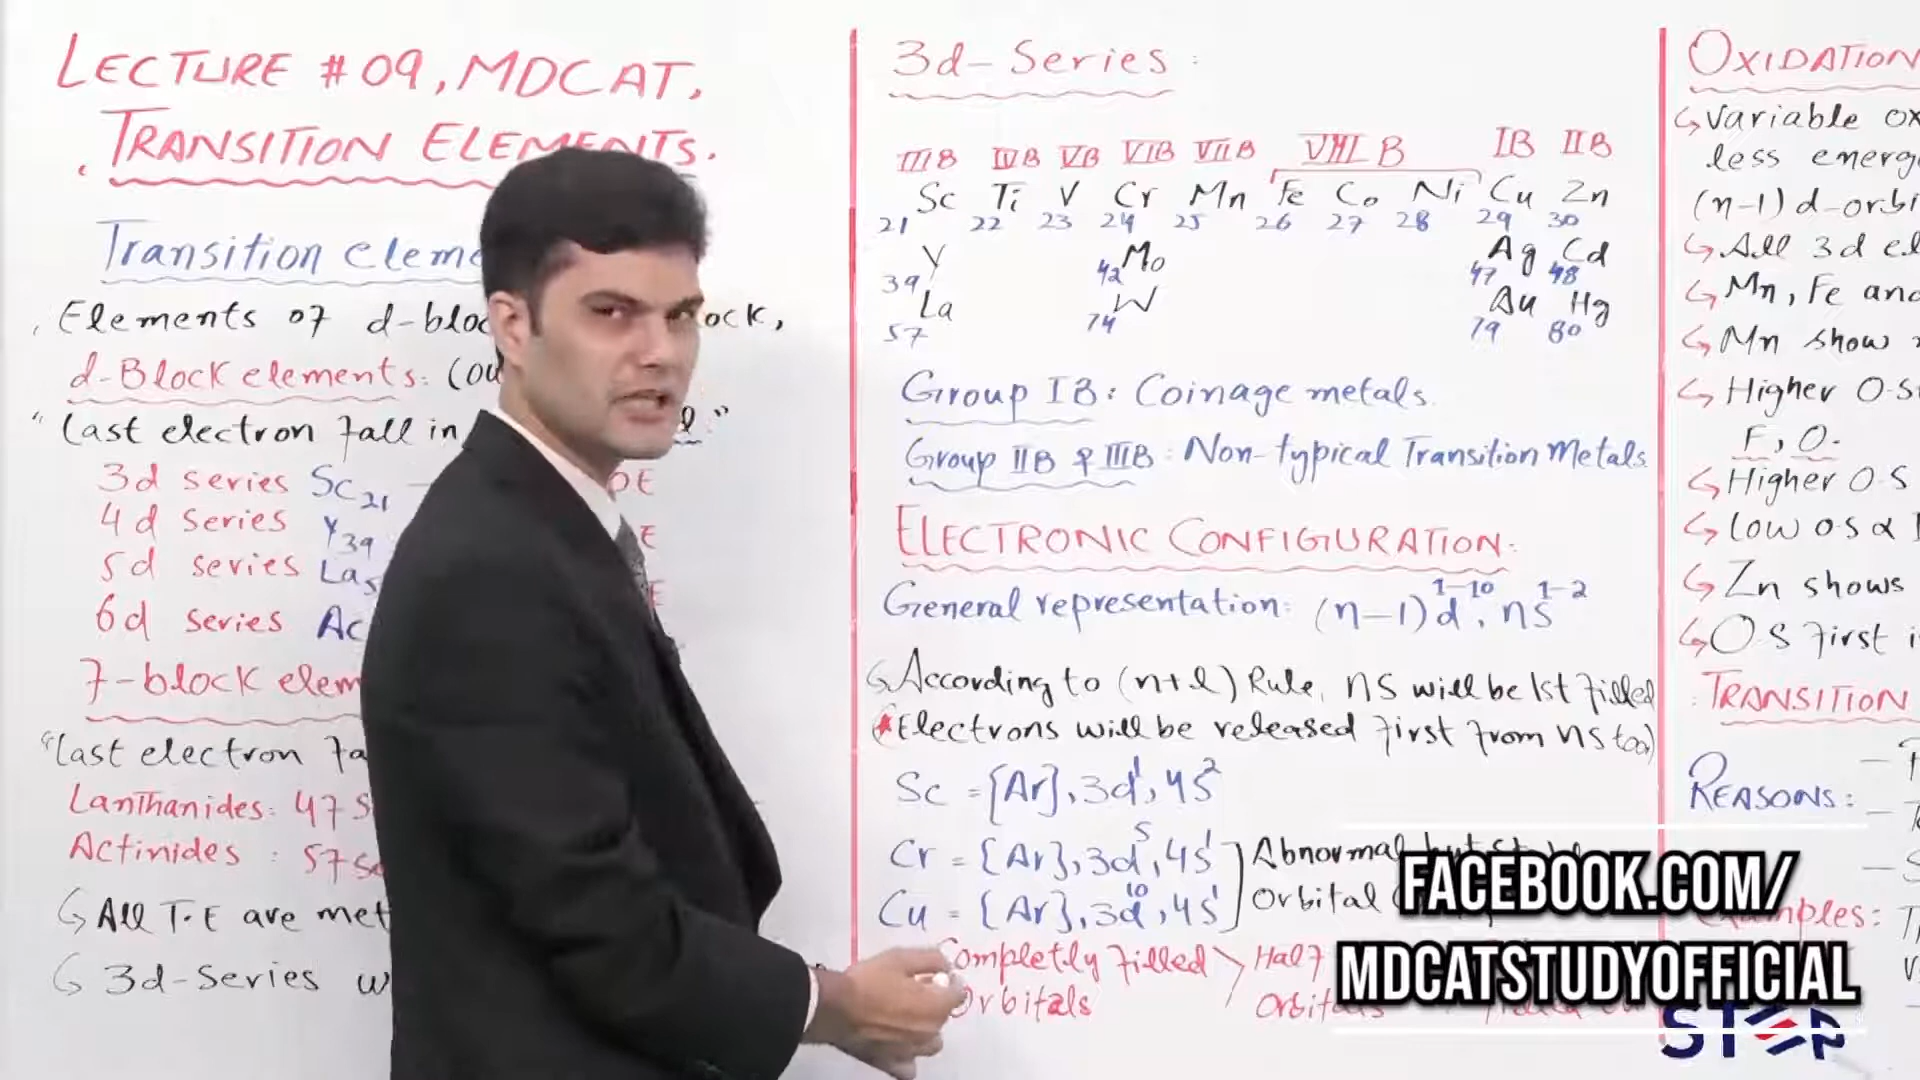 LECTURE #09, MDCAT,
TRANSITION ELEMENTS.
Transition eleme
Elements of d-bloc ock,
d-Block elements: (ou
"last electron fall in "
3d series Sc21 OE
4d series Y39 E
5d series La5 E
6d series Ac
f-block elem
"last electron fa
Lanthanides: 4f s
Actinides : 5f se
All T.E are met
3d-Series w
3d-Series:
IIIB IVB VB VIB VIIB VIIIB IB IIB
Sc Ti V Cr Mn Fe Co Ni Cu Zn
21 22 23 24 25 26 27 28 29 30
Y Mo Ag Cd
39 42 47 48
La W Au Hg
57 74 79 80
Group IB: Coinage metals.
Group IIB & IIIB: Non-typical Transition Metals
ELECTRONIC CONFIGURATION:
General representation: (n-1)d¹⁻¹⁰, ns¹⁻²
According to (n+l) Rule, ns will be 1st filled
(*Electrons will be released first from ns too)
Sc = [Ar], 3d¹, 4s²
Cr = [Ar], 3d⁵, 4s¹
Cu = [Ar], 3d¹⁰, 4s¹
Abnormal but
Orbital
Completly filled > Half
Orbitals
OXIDATION
Variable ox
less energ
(n-1)d-orbi
All 3d el
Mn, Fe and
Mn show
Higher O.S
F, O.
Higher O.S
low O.S α
Zn shows
O.S first i
TRANSITION
REASONS:
FACEBOOK.COM/
MDCATSTUDYOFFICIAL
STEP